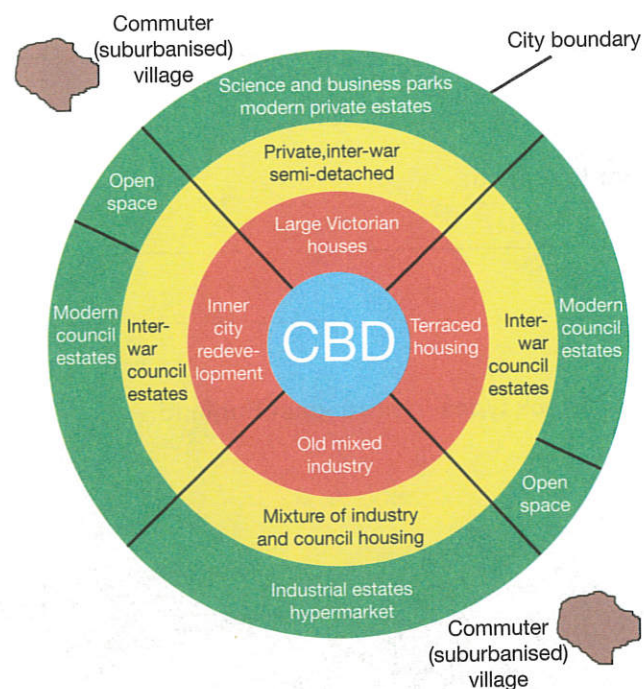 Commuter
(suburbanised)
village
City boundary
Science and business parks
modern private estates
Private,inter-war
semi-detached
Open
space
Large Victorian
houses
Modern
council
estates
Inter-
war
council
estates
Inner
city
redeve-
lopment
CBD
Terraced
housing
Inter-
war
council
estates
Modern
council
estates
Old mixed
industry
Open
space
Mixture of industry
and council housing
Industrial estates
hypermarket
Commuter
(suburbanised)
village